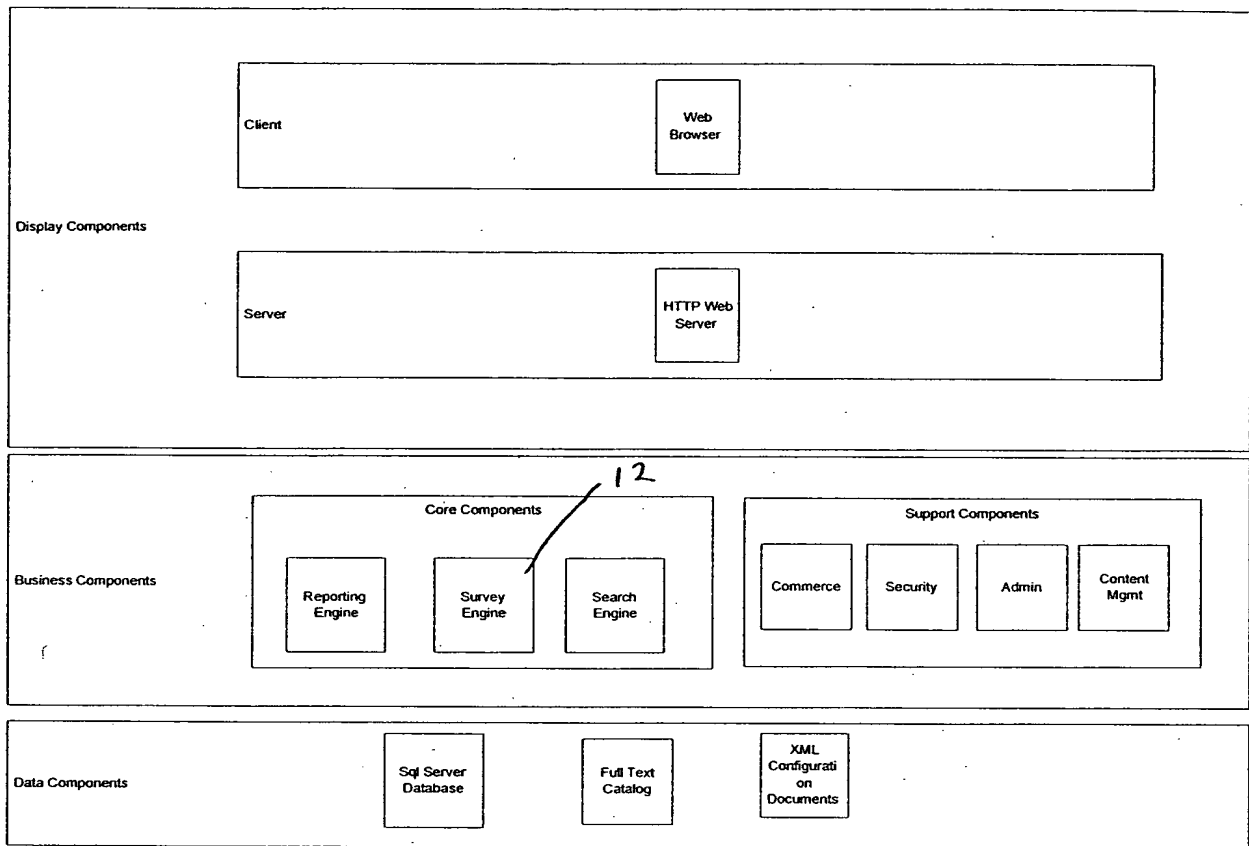 Client
Web
Browser
Display Components
Server
HTTP Web
Server
12
Core Components
Support Components
Business Components
Reporting
Engine
Survey
Engine
Search
Engine
Commerce
Security
Admin
Content
Mgmt
Data Components
Sql Server
Database
Full Text
Catalog
XML
Configurati
on
Documents